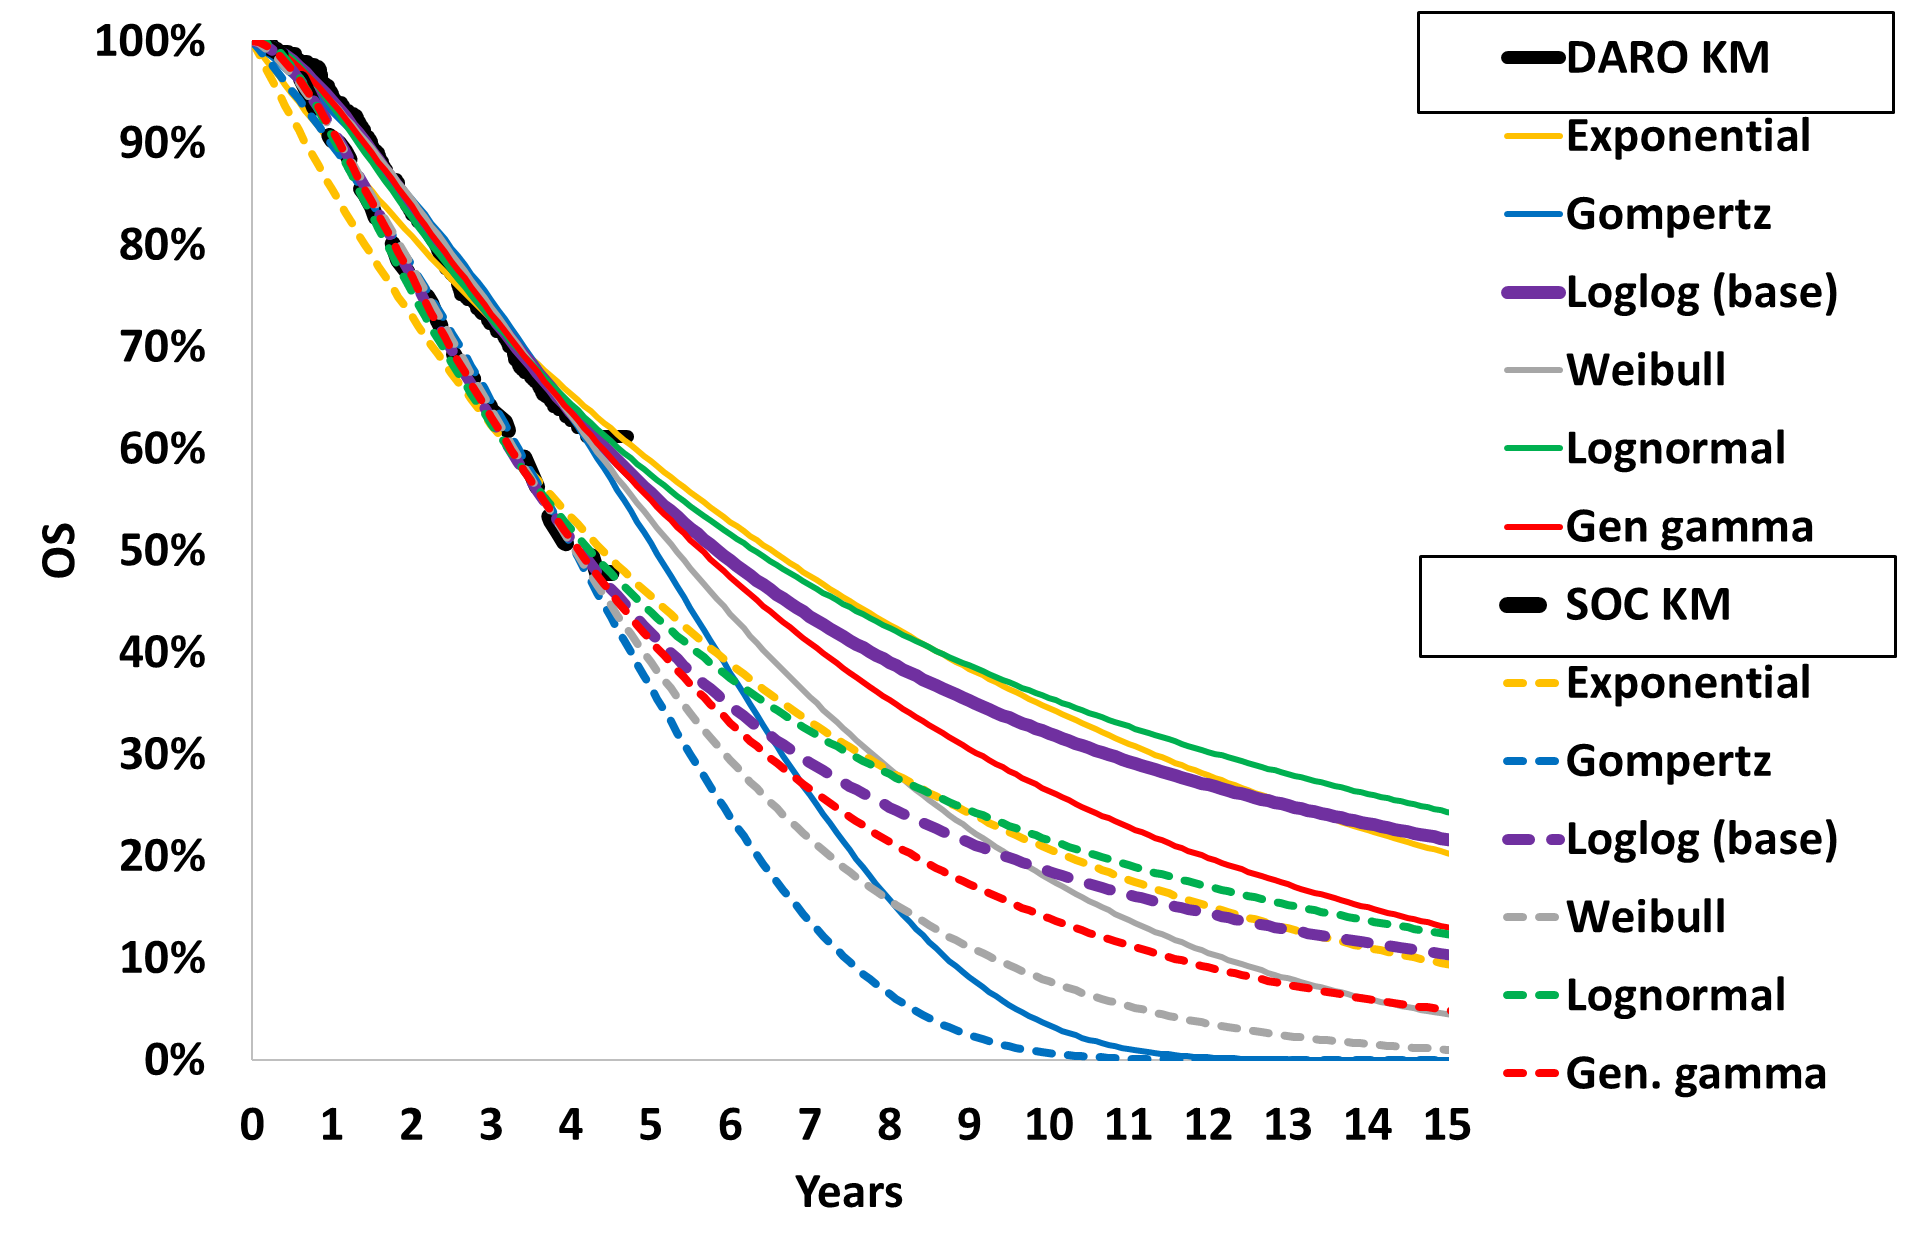 100%
90%
80%
70%
60%
50%
40%
30%
20%
10%
0%
OS
0 1 2 3 4 5 6 7 8 9 10 11 12 13 14 15
Years
DARO KM
Exponential
Gompertz
Loglog (base)
Weibull
Lognormal
Gen gamma
SOC KM
Exponential
Gompertz
Loglog (base)
Weibull
Lognormal
Gen. gamma